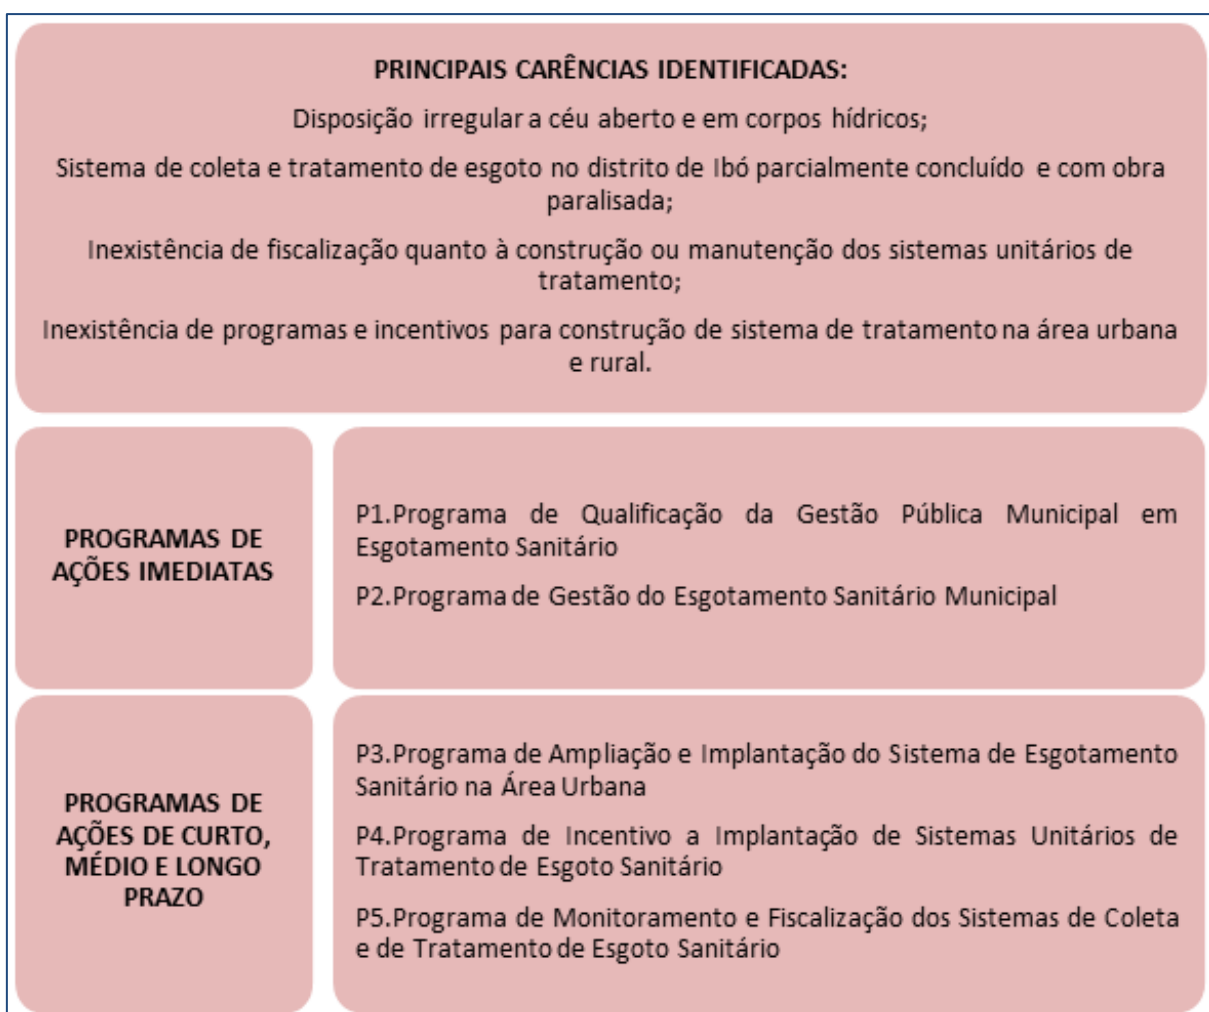 PRINCIPAIS CARÊNCIAS IDENTIFICADAS:
Disposição irregular a céu aberto e em corpos hídricos;
Sistema de coleta e tratamento de esgoto no distrito de Ibó parcialmente concluído e com obra
paralisada;
Inexistência de fiscalização quanto à construção ou manutenção dos sistemas unitários de
tratamento;
Inexistência de programas e incentivos para construção de sistema de tratamento na área urbana
e rural.
PROGRAMAS DE
AÇÕES IMEDIATAS
P1.Programa de Qualificação da Gestão Pública Municipal em
Esgotamento Sanitário
P2.Programa de Gestão do Esgotamento Sanitário Municipal
PROGRAMAS DE
AÇÕES DE CURTO,
MÉDIO E LONGO
PRAZO
P3.Programa de Ampliação e Implantação do Sistema de Esgotamento
Sanitário na Área Urbana
P4.Programa de Incentivo a Implantação de Sistemas Unitários de
Tratamento de Esgoto Sanitário
P5.Programa de Monitoramento e Fiscalização dos Sistemas de Coleta
e de Tratamento de Esgoto Sanitário